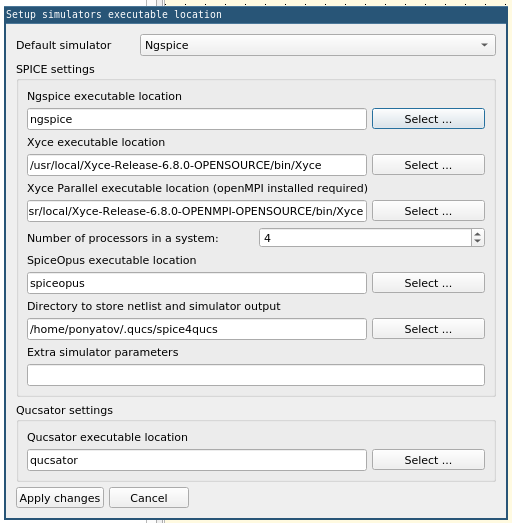 Setup simulators executable location
Default simulator Ngspice
SPICE settings
Ngspice executable location
ngspice Select ...
Xyce executable location
/usr/local/Xyce-Release-6.8.0-OPENSOURCE/bin/Xyce Select ...
Xyce Parallel executable location (openMPI installed required)
sr/local/Xyce-Release-6.8.0-OPENMPI-OPENSOURCE/bin/Xyce Select ...
Number of processors in a system: 4
SpiceOpus executable location
spiceopus Select ...
Directory to store netlist and simulator output
/home/ponyatov/.qucs/spice4qucs Select ...
Extra simulator parameters
Qucsator settings
Qucsator executable location
qucsator Select ...
Apply changes Cancel